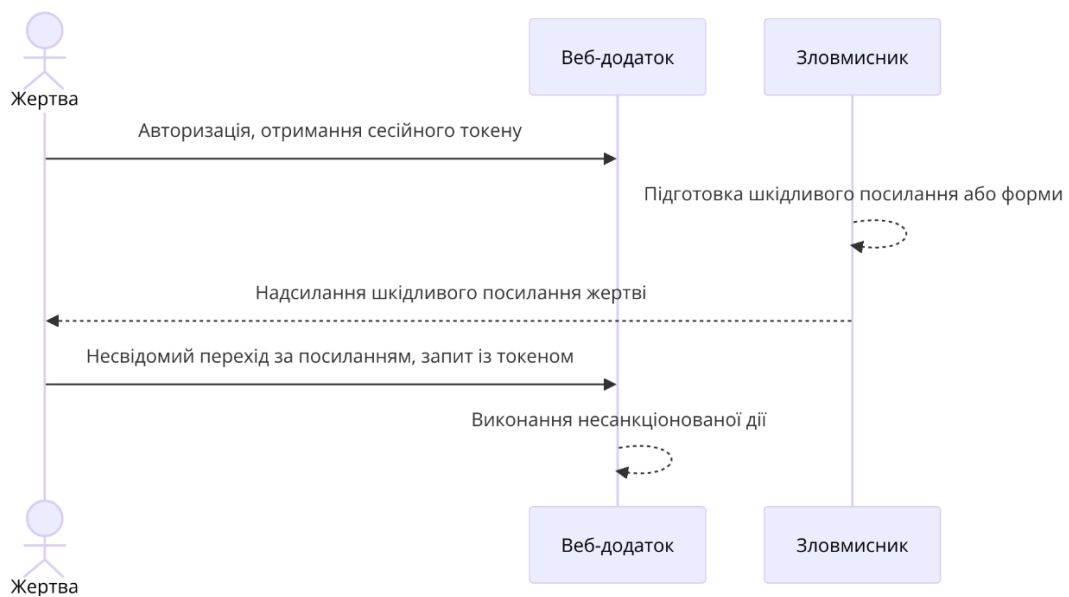 Жертва
Веб-додаток
Зловмисник
Авторизація, отримання сесійного токену
Підготовка шкідливого посилання або форми
Надсилання шкідливого посилання жертві
Несвідомий перехід за посиланням, запит із токеном
Виконання несанкціонованої дії
Жертва
Веб-додаток
Зловмисник